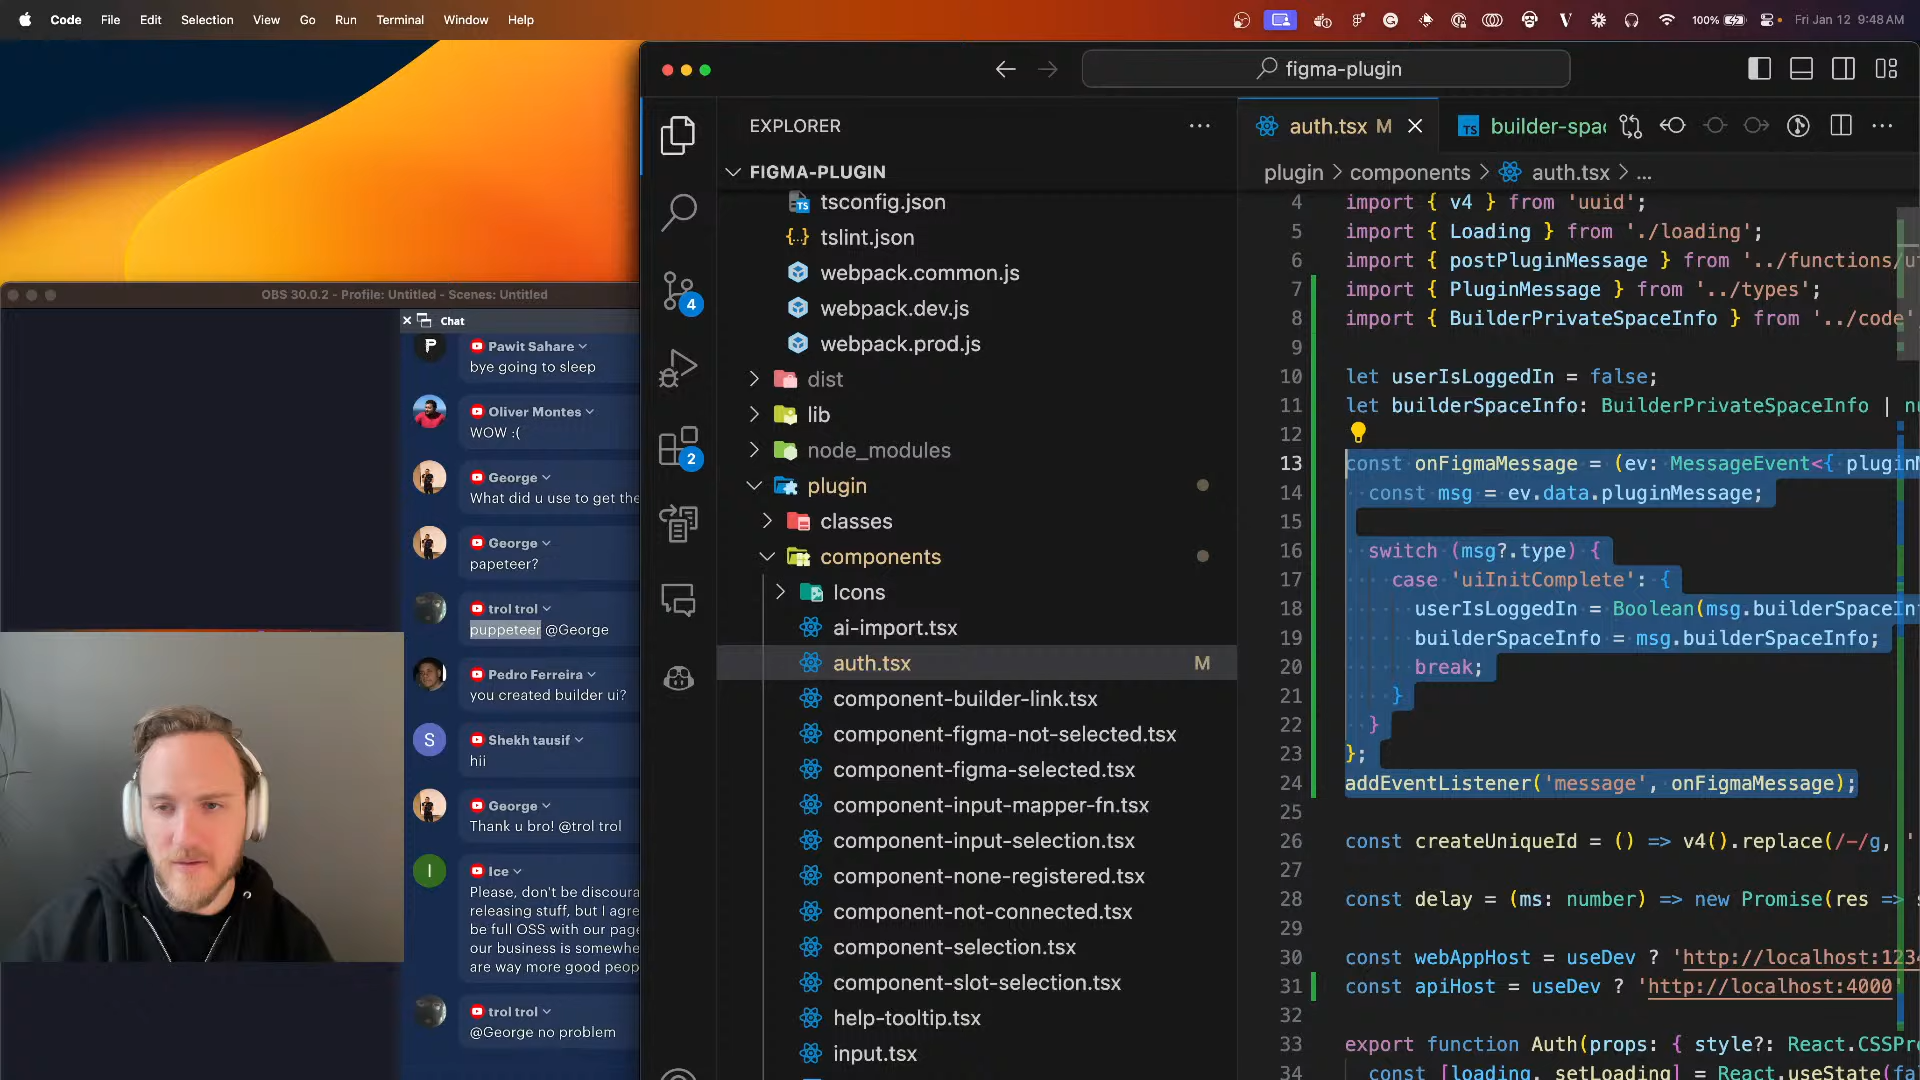 Code File Edit Selection View Go Run Terminal Window Help
100% Fri Jan 12 9:48 AM
figma-plugin
OBS 30.0.2 - Profile: Untitled - Scenes: Untitled
Chat
Pawit Sahare
bye going to sleep
Oliver Montes
WOW :(
George
What did u use to get the
George
papeteer?
trol trol
puppeteer @George
Pedro Ferreira
you created builder ui?
S
Shekh tausif
hii
George
Thank u bro! @trol trol
I
Ice
Please, don't be discoura
releasing stuff, but I agre
be full OSS with our page
our business is somewhe
are way more good peop
trol trol
@George no problem
4
2
EXPLORER
FIGMA-PLUGIN
tsconfig.json
tslint.json
webpack.common.js
webpack.dev.js
webpack.prod.js
dist
lib
node_modules
plugin
classes
components
Icons
ai-import.tsx
auth.tsx M
component-builder-link.tsx
component-figma-not-selected.tsx
component-figma-selected.tsx
component-input-mapper-fn.tsx
component-input-selection.tsx
component-none-registered.tsx
component-not-connected.tsx
component-selection.tsx
component-slot-selection.tsx
help-tooltip.tsx
input.tsx
auth.tsx M
TS builder-spac
plugin > components > auth.tsx > ...
4 import { v4 } from 'uuid';
5 import { Loading } from './loading';
6 import { postPluginMessage } from '../functions/u
7 import { PluginMessage } from '../types';
8 import { BuilderPrivateSpaceInfo } from '../code'
9
10 let userIsLoggedIn = false;
11 let builderSpaceInfo: BuilderPrivateSpaceInfo | nu
12
13 const onFigmaMessage = (ev: MessageEvent<{ pluginM
14 const msg = ev.data.pluginMessage;
15
16 switch (msg?.type) {
17 case 'uiInitComplete': {
18 userIsLoggedIn = Boolean(msg.builderSpaceIn
19 builderSpaceInfo = msg.builderSpaceInfo;
20 break;
21 }
22 }
23 };
24 addEventListener('message', onFigmaMessage);
25
26 const createUniqueId = () => v4().replace(/-/g, '
27
28 const delay = (ms: number) => new Promise(res =>
29
30 const webAppHost = useDev ? 'http://localhost:1234
31 const apiHost = useDev ? 'http://localhost:4000'
32
33 export function Auth(props: { style?: React.CSSPro
34 const [loading, setLoading] = React.useState(fa